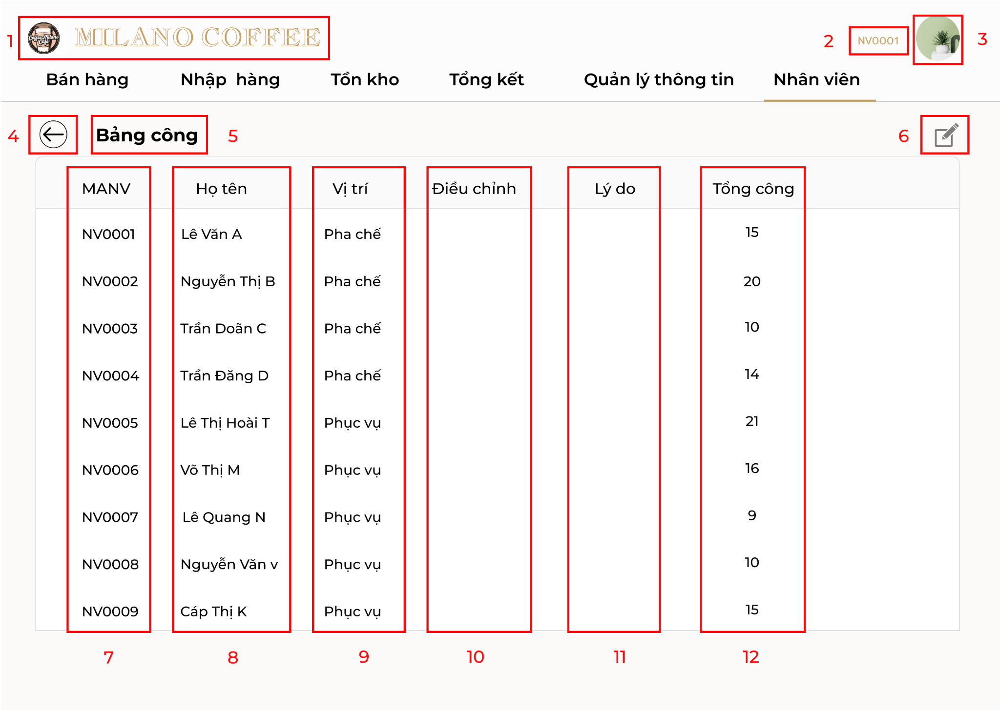 1 Coffee Milano Cafe MILANO COFFEE 2 NV0001 3
Bán hàng Nhập hàng Tồn kho Tổng kết Quản lý thông tin Nhân viên
4 Bảng công 5 6
MANV Họ tên Vị trí Điều chỉnh Lý do Tổng công
NV0001 Lê Văn A Pha chế 15
NV0002 Nguyễn Thị B Pha chế 20
NV0003 Trần Doãn C Pha chế 10
NV0004 Trần Đăng D Pha chế 14
NV0005 Lê Thị Hoài T Phục vụ 21
NV0006 Võ Thị M Phục vụ 16
NV0007 Lê Quang N Phục vụ 9
NV0008 Nguyễn Văn v Phục vụ 10
NV0009 Cáp Thị K Phục vụ 15
7 8 9 10 11 12